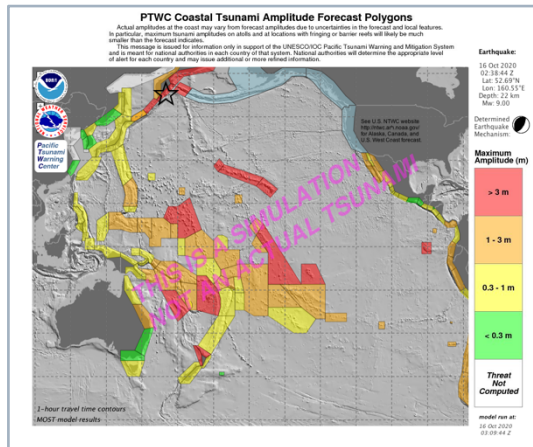 PTWC Coastal Tsunami Amplitude Forecast Polygons
Actual amplitudes at the coast may vary from forecast amplitudes due to uncertainties in the forecast and local features.
In particular, maximum tsunami amplitudes on atolls and at locations with fringing or barrier reefs will likely be much
smaller than the forecast indicates.
This message is issued for information only in support of the UNESCO/IOC Pacific Tsunami Warning and Mitigation System
and is meant for national authorities in each country of that system. National authorities will determine the appropriate level
of alert for each country and may issue additional or more refined information.
Pacific
Tsunami
Warning
Center
See U.S. NTWC website
for Alaska, Canada, and
U.S. West Coast forecast.
THIS IS A SIMULATION
NOT AN ACTUAL TSUNAMI
1-hour travel time contours
MOST model results
Earthquake:
16 Oct 2020
02:38:44 Z
Lat: 52.69°N
Lon: 160.55°E
Depth: 22 km
Mw: 9.00
Determined
Earthquake
Mechanism:
Maximum
Amplitude (m)
> 3 m
1 - 3 m
0.3 - 1 m
< 0.3 m
Threat
Not
Computed
model run at:
16 Oct 2020
03:09:44 Z